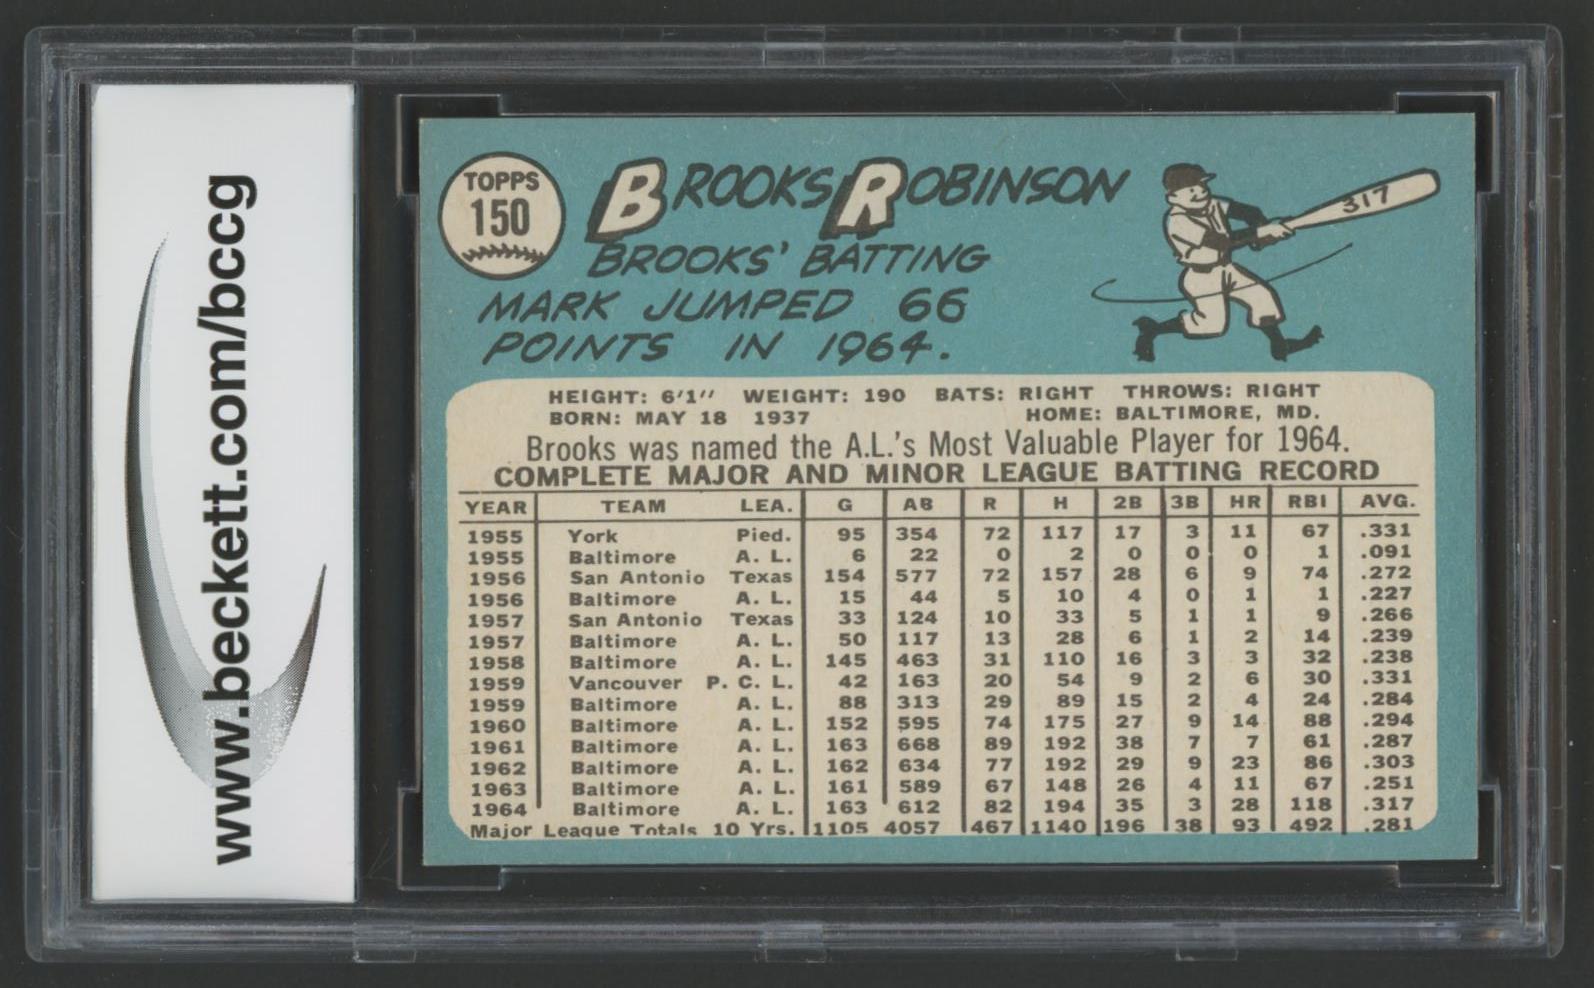 www.beckett.com/bccg
TOPPS
150
BROOKS ROBINSON
BROOKS' BATTING
MARK JUMPED 66
POINTS IN 1964.
317
HEIGHT: 6'1" WEIGHT: 190 BATS: RIGHT THROWS: RIGHT
BORN: MAY 18 1937 HOME: BALTIMORE, MD.
Brooks was named the A.L.'s Most Valuable Player for 1964.
COMPLETE MAJOR AND MINOR LEAGUE BATTING RECORD
YEAR TEAM LEA. G AB R H 2B 3B HR RBI AVG.
1955 York Pied. 95 354 72 117 17 3 11 67 .331
1955 Baltimore A. L. 6 22 0 2 0 0 0 1 .091
1956 San Antonio Texas 154 577 72 157 28 6 9 74 .272
1956 Baltimore A. L. 15 44 5 10 4 0 1 1 .227
1957 San Antonio Texas 33 124 10 33 5 1 1 9 .266
1957 Baltimore A. L. 50 117 13 28 6 1 2 14 .239
1958 Baltimore A. L. 145 463 31 110 16 3 3 32 .238
1959 Vancouver P. C. L. 42 163 20 54 9 2 6 30 .331
1959 Baltimore A. L. 88 313 29 89 15 2 4 24 .284
1960 Baltimore A. L. 152 595 74 175 27 9 14 88 .294
1961 Baltimore A. L. 163 668 89 192 38 7 7 61 .287
1962 Baltimore A. L. 162 634 77 192 29 9 23 86 .303
1963 Baltimore A. L. 161 589 67 148 26 4 11 67 .251
1964 Baltimore A. L. 163 612 82 194 35 3 28 118 .317
Major League Totals 10 Yrs. 1105 4057 467 1140 196 38 93 492 .281